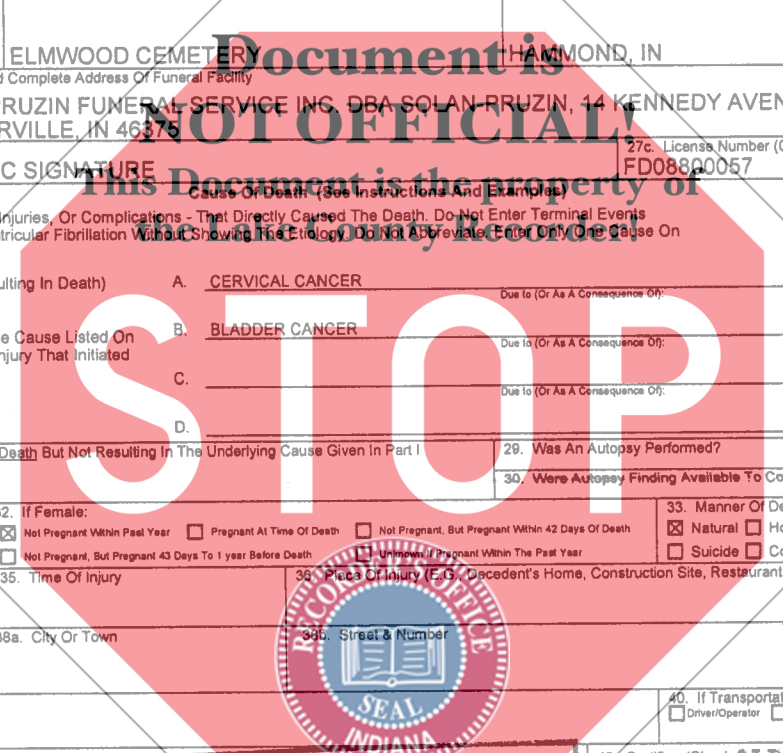 ELMWOOD CEMETERY
HAMMOND, IN
Document is
Complete Address Of Funeral Facility
PRUZIN FUNERAL SERVICE INC. DBA SOLAN-PRUZIN, 14 KENNEDY AVEN
RVILLE, IN 46375
NOT OFFICIAL!
27c. License Number (
C SIGNATURE
FD08800057
This Document is the property of
Cause Of Death (See Instructions And Examples)
Injuries, Or Complications - That Directly Caused The Death. Do Not Enter Terminal Events
the Lake County Recorder!
tricular Fibrillation Without Showing The Etiology. Do Not Abbreviate. Enter Only One Cause On
ulting In Death)
A. CERVICAL CANCER
Due to (Or As A Consequence Of):
STOP
e Cause Listed On
B. BLADDER CANCER
Due to (Or As A Consequence Of):
njury That Initiated
C.
Due to (Or As A Consequence Of):
D.
Death But Not Resulting In The Underlying Cause Given In Part I
29. Was An Autopsy Performed?
30. Were Autopsy Finding Available To Co
2. If Female:
33. Manner Of De
Not Pregnant Within Past Year Pregnant At Time Of Death Not Pregnant, But Pregnant Within 42 Days Of Death
Natural Ho
Not Pregnant, But Pregnant 43 Days To 1 year Before Death Unknown If Pregnant Within The Past Year
Suicide Co
35. Time Of Injury
36. Place Of Injury (E.G., Decedent's Home, Construction Site, Restaurant
38a. City Or Town
38b. Street & Number
RECORDER'S OFFICE
SEAL
INDIANA
40. If Transportat
Driver/Operator